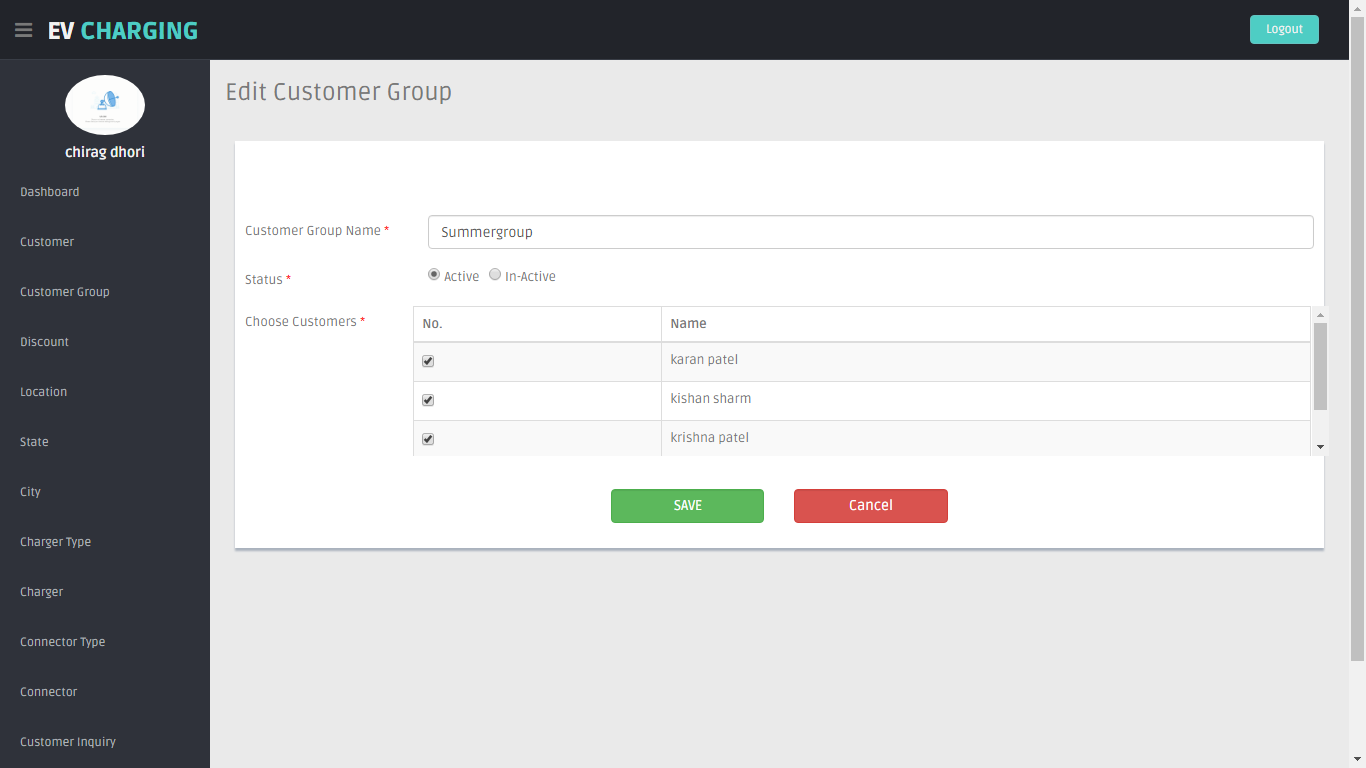 EV CHARGING
Logout
chirag dhori
Dashboard
Customer
Customer Group
Discount
Location
State
City
Charger Type
Charger
Connector Type
Connector
Customer Inquiry
Edit Customer Group
Customer Group Name *
Summergroup
Status *
Active
In-Active
Choose Customers *
No.
Name
karan patel
kishan sharm
krishna patel
SAVE
Cancel